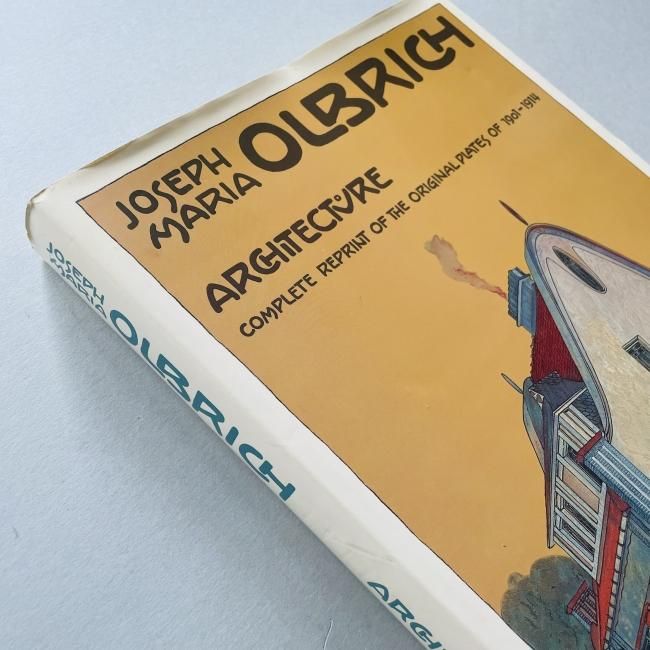 JOSEPH
MARIA
OLBRICH
ARCHITECTURE
COMPLETE REPRINT OF THE ORIGINAL PLATES OF 1901-1914
JOSEPH
MARIA
OLBRICH